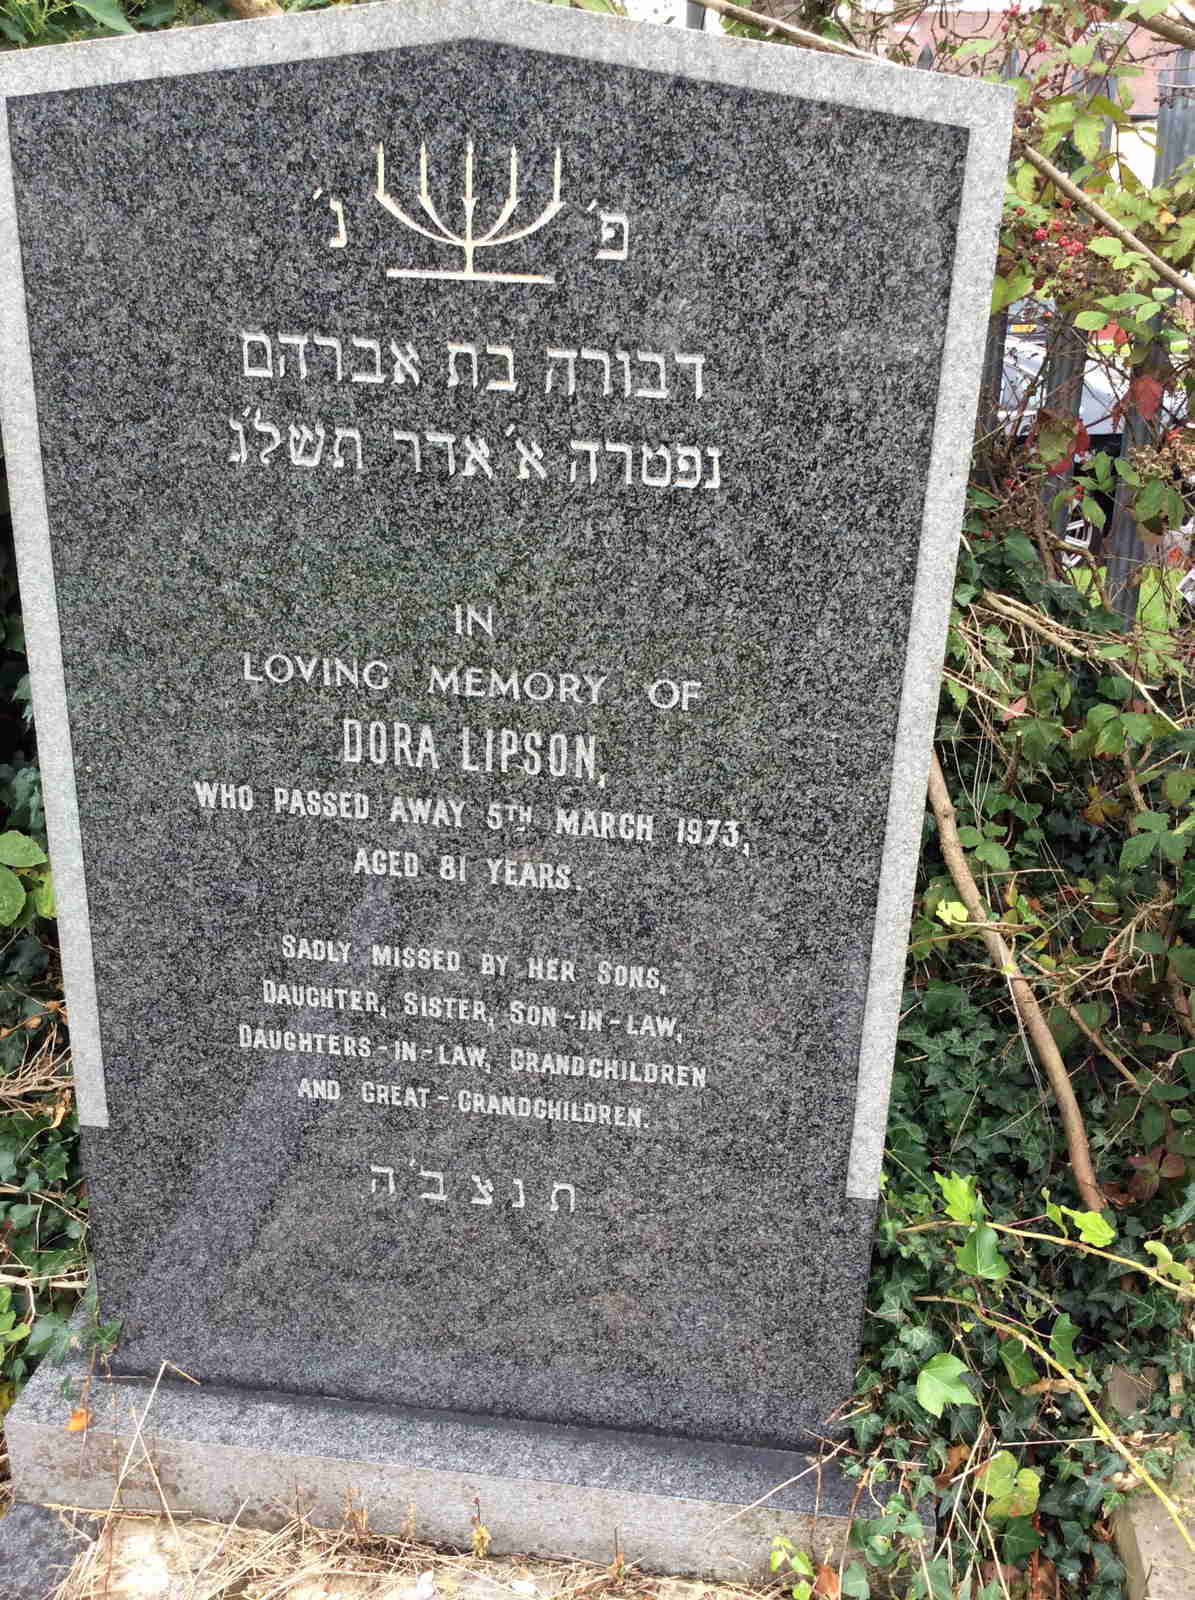 פ' נ'
דבורה בת אברהם
נפטרה א' אדר תשל"ג
IN
LOVING MEMORY OF
DORA LIPSON,
WHO PASSED AWAY 5TH MARCH 1973,
AGED 81 YEARS.
SADLY MISSED BY HER SONS,
DAUGHTER, SISTER, SON-IN-LAW,
DAUGHTERS-IN-LAW, GRANDCHILDREN
AND GREAT-GRANDCHILDREN.
ת נ צ ב' ה